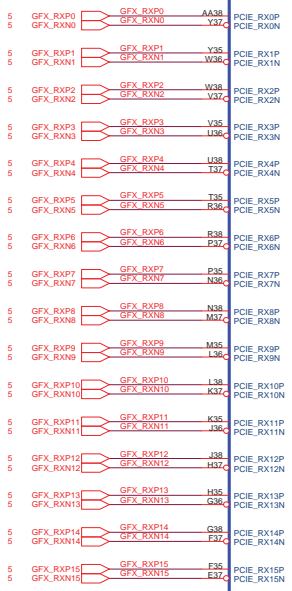 5 GFX_RXP0 GFX_RXP0 AA38 PCIE_RX0P
5 GFX_RXN0 GFX_RXN0 Y37 PCIE_RX0N
5 GFX_RXP1 GFX_RXP1 Y35 PCIE_RX1P
5 GFX_RXN1 GFX_RXN1 W36 PCIE_RX1N
5 GFX_RXP2 GFX_RXP2 W38 PCIE_RX2P
5 GFX_RXN2 GFX_RXN2 V37 PCIE_RX2N
5 GFX_RXP3 GFX_RXP3 V35 PCIE_RX3P
5 GFX_RXN3 GFX_RXN3 U36 PCIE_RX3N
5 GFX_RXP4 GFX_RXP4 U38 PCIE_RX4P
5 GFX_RXN4 GFX_RXN4 T37 PCIE_RX4N
5 GFX_RXP5 GFX_RXP5 T35 PCIE_RX5P
5 GFX_RXN5 GFX_RXN5 R36 PCIE_RX5N
5 GFX_RXP6 GFX_RXP6 R38 PCIE_RX6P
5 GFX_RXN6 GFX_RXN6 P37 PCIE_RX6N
5 GFX_RXP7 GFX_RXP7 P35 PCIE_RX7P
5 GFX_RXN7 GFX_RXN7 N36 PCIE_RX7N
5 GFX_RXP8 GFX_RXP8 N38 PCIE_RX8P
5 GFX_RXN8 GFX_RXN8 M37 PCIE_RX8N
5 GFX_RXP9 GFX_RXP9 M35 PCIE_RX9P
5 GFX_RXN9 GFX_RXN9 L36 PCIE_RX9N
5 GFX_RXP10 GFX_RXP10 L38 PCIE_RX10P
5 GFX_RXN10 GFX_RXN10 K37 PCIE_RX10N
5 GFX_RXP11 GFX_RXP11 K35 PCIE_RX11P
5 GFX_RXN11 GFX_RXN11 J36 PCIE_RX11N
5 GFX_RXP12 GFX_RXP12 J38 PCIE_RX12P
5 GFX_RXN12 GFX_RXN12 H37 PCIE_RX12N
5 GFX_RXP13 GFX_RXP13 H35 PCIE_RX13P
5 GFX_RXN13 GFX_RXN13 G36 PCIE_RX13N
5 GFX_RXP14 GFX_RXP14 G38 PCIE_RX14P
5 GFX_RXN14 GFX_RXN14 F37 PCIE_RX14N
5 GFX_RXP15 GFX_RXP15 F35 PCIE_RX15P
5 GFX_RXN15 GFX_RXN15 E37 PCIE_RX15N